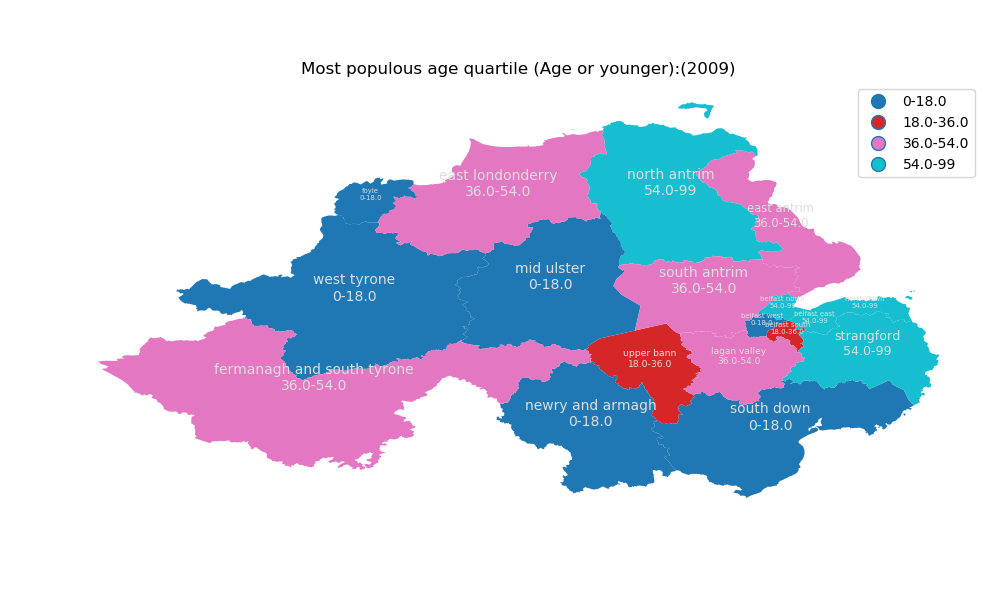 Most populous age quartile (Age or younger):(2009)
0-18.0
18.0-36.0
36.0-54.0
54.0-99
north antrim
54.0-99
east londonderry
36.0-54.0
foyle
0-18.0
east antrim
36.0-54.0
west tyrone
0-18.0
mid ulster
0-18.0
south antrim
36.0-54.0
belfast north
54.0-99
54.0-99
belfast west
0-18.0
belfast east
54.0-99
belfast south
18.0-36.0
strangford
54.0-99
upper bann
18.0-36.0
lagan valley
36.0-54.0
fermanagh and south tyrone
36.0-54.0
newry and armagh
0-18.0
south down
0-18.0